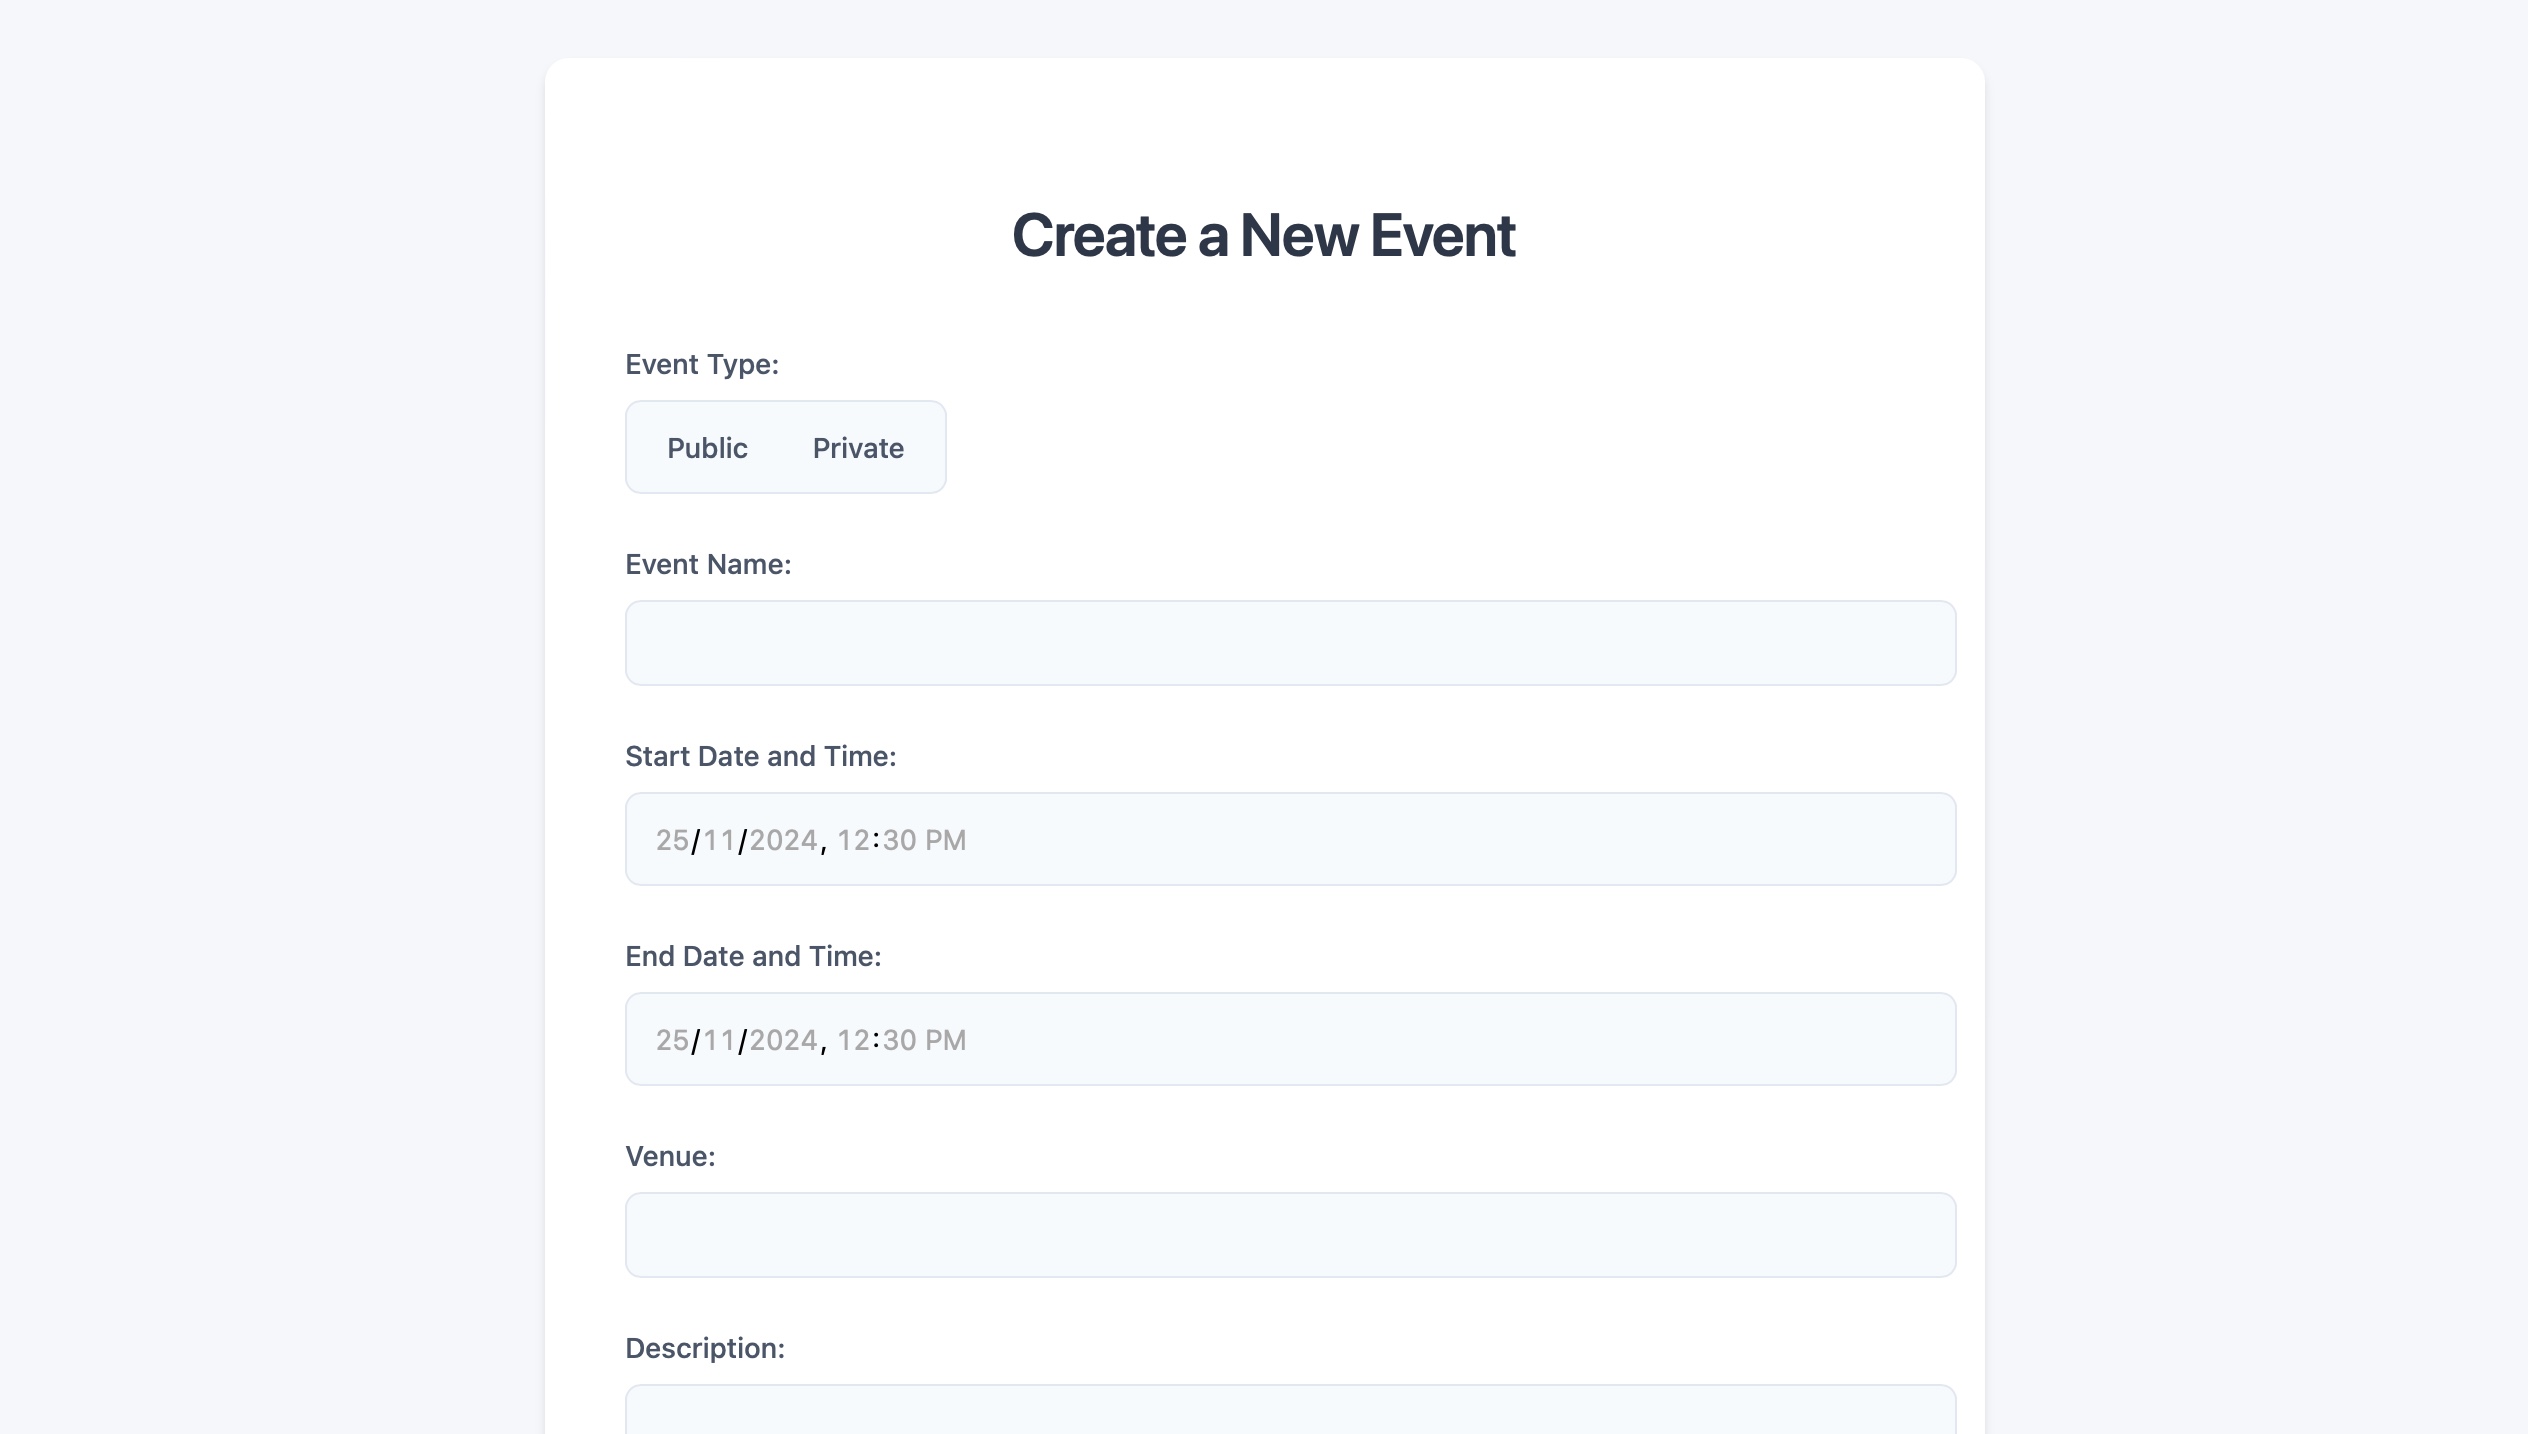 Create a New Event
Event Type:
Public Private
Event Name:
Start Date and Time:
25/11/2024, 12:30 PM
End Date and Time:
25/11/2024, 12:30 PM
Venue:
Description: